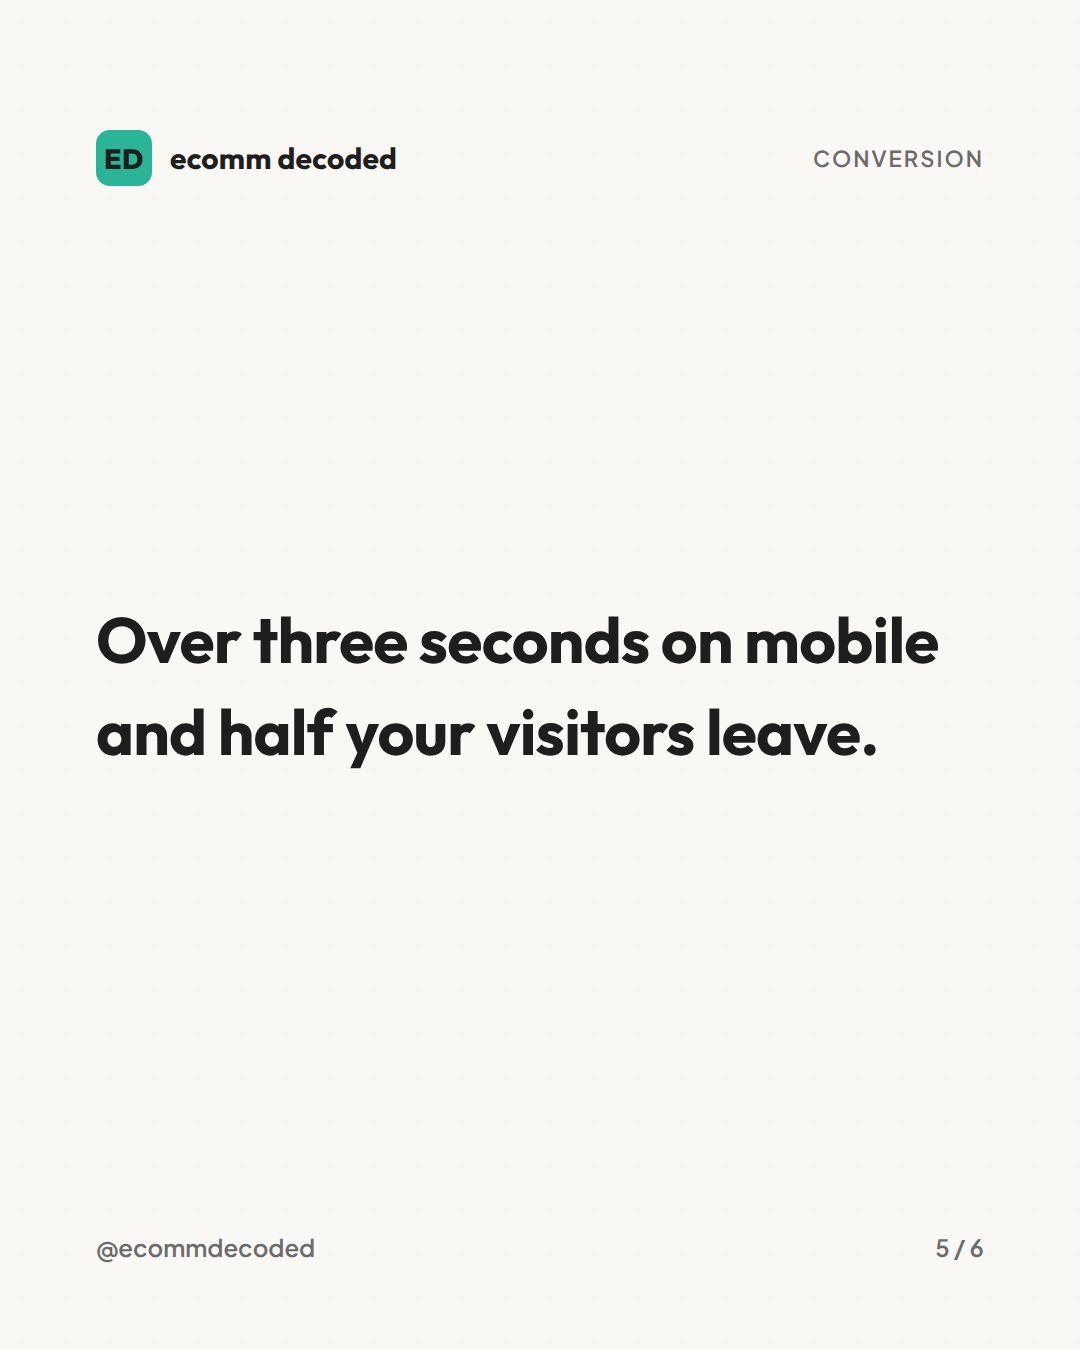 ED ecomm decoded
CONVERSION
Over three seconds on mobile
and half your visitors leave.
@ecommdecoded
5 / 6